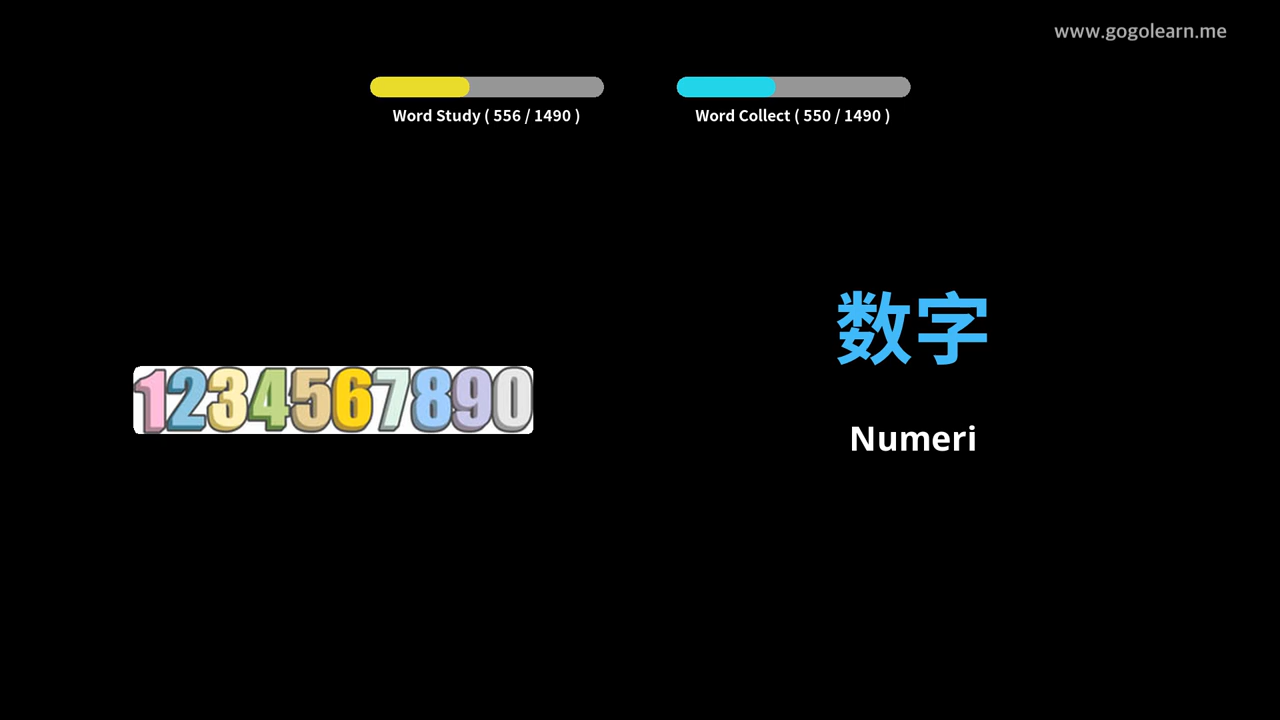 www.gogolearn.me
Word Study ( 556 / 1490 )
Word Collect ( 550 / 1490 )
数字
1234567890
Numeri